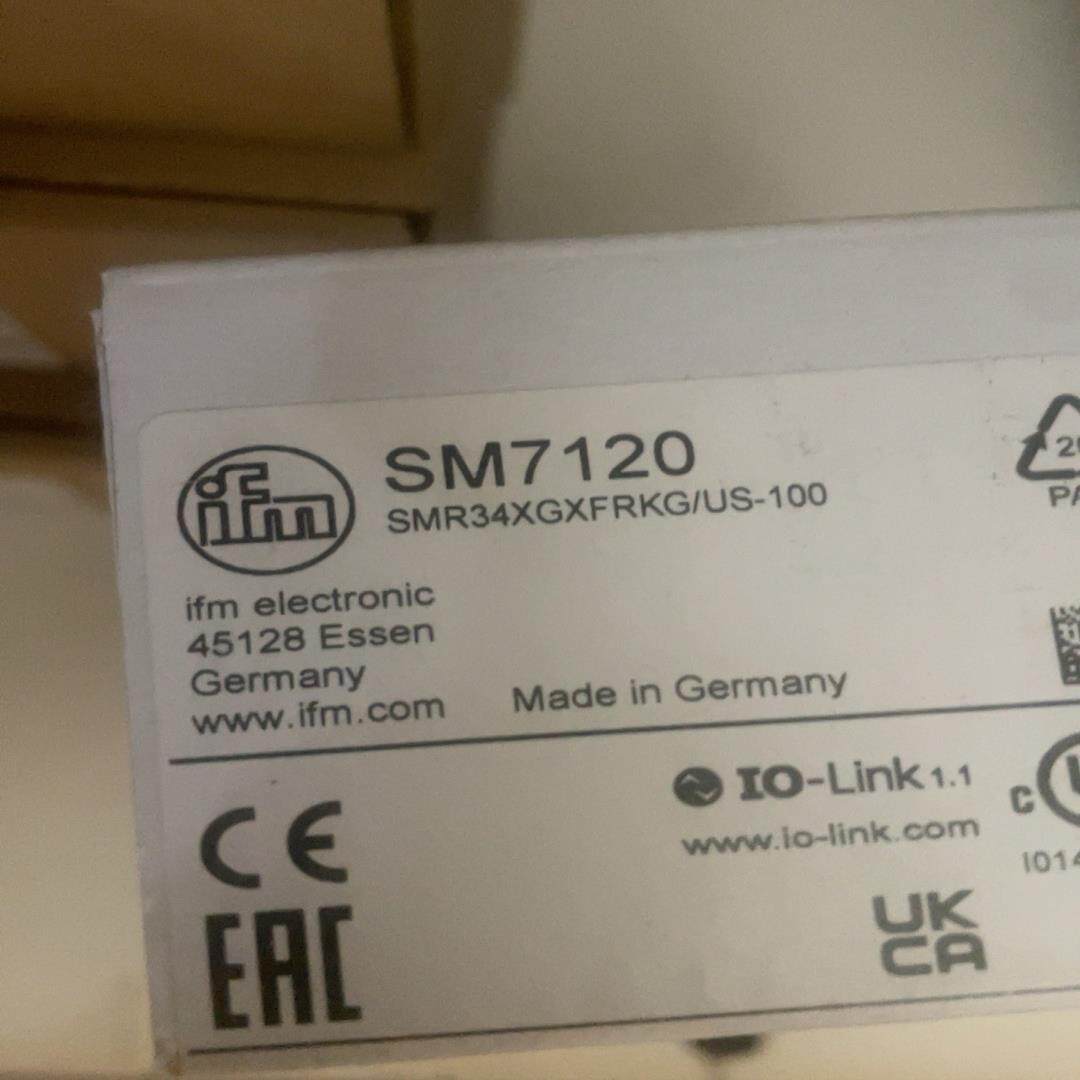 ifm
SM7120
SMR34XGXFRKG/US-100
ifm electronic
45128 Essen
Germany
www.ifm.com
Made in Germany
IO-Link 1.1
www.io-link.com
CE
EAC
UK
CA
C